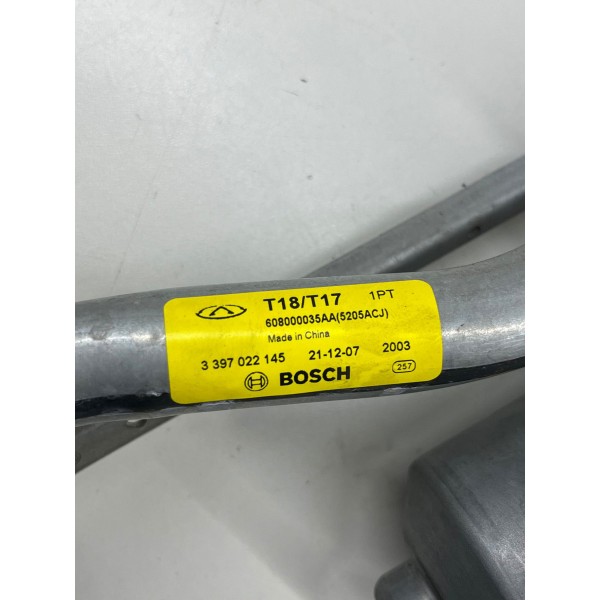 T18/T17 1PT
608000035AA(5205ACJ)
Made in China
3 397 022 145 21-12-07 2003
BOSCH 257